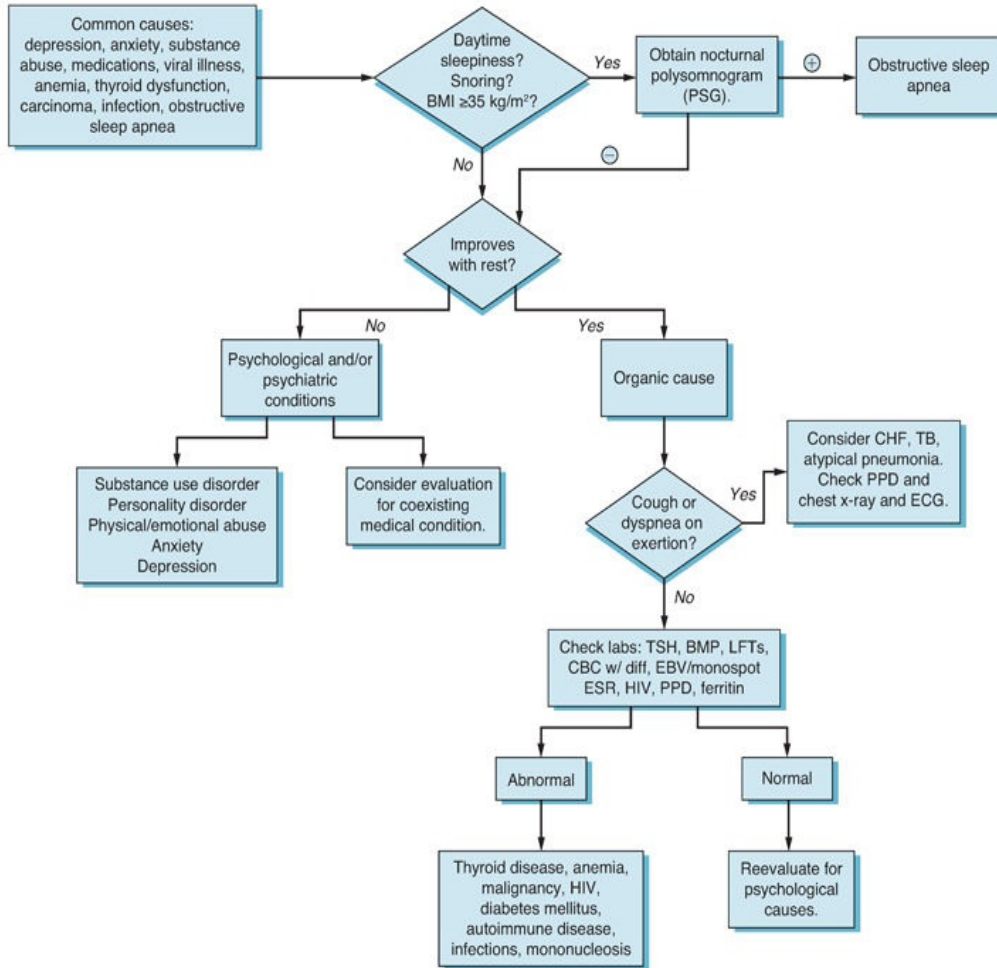 Common causes:
depression, anxiety, substance
abuse, medications, viral illness,
anemia, thyroid dysfunction,
carcinoma, infection, obstructive
sleep apnea
Daytime
sleepiness?
Snoring?
BMI ≥35 kg/m²?
Yes
Obtain nocturnal
polysomnogram
(PSG).
+
Obstructive sleep
apnea
No
−
Improves
with rest?
No
Yes
Psychological and/or
psychiatric
conditions
Organic cause
Substance use disorder
Personality disorder
Physical/emotional abuse
Anxiety
Depression
Consider evaluation
for coexisting
medical condition.
Cough or
dyspnea on
exertion?
Yes
Consider CHF, TB,
atypical pneumonia.
Check PPD and
chest x-ray and ECG.
No
Check labs: TSH, BMP, LFTs,
CBC w/ diff, EBV/monospot
ESR, HIV, PPD, ferritin
Abnormal
Normal
Thyroid disease, anemia,
malignancy, HIV,
diabetes mellitus,
autoimmune disease,
infections, mononucleosis
Reevaluate for
psychological
causes.